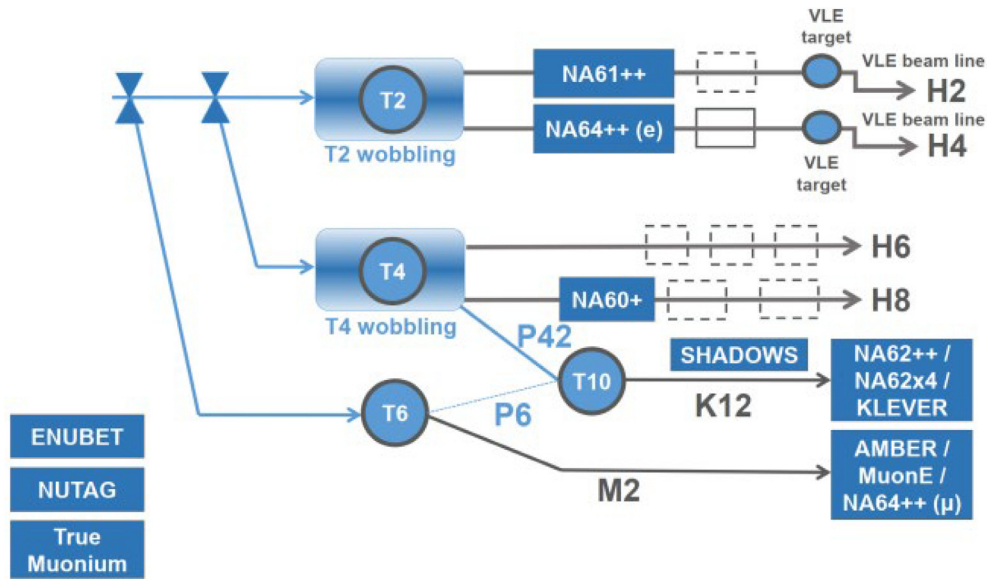 VLE
target
VLE beam line
T2
NA61++
H2
VLE beam line
NA64++ (e)
H4
T2 wobbling
VLE
target
T4
H6
NA60+
H8
T4 wobbling
P42
SHADOWS
NA62++ /
NA62x4 /
KLEVER
T10
K12
T6
P6
ENUBET
AMBER /
MuonE /
NA64++ (μ)
M2
NUTAG
True
Muonium